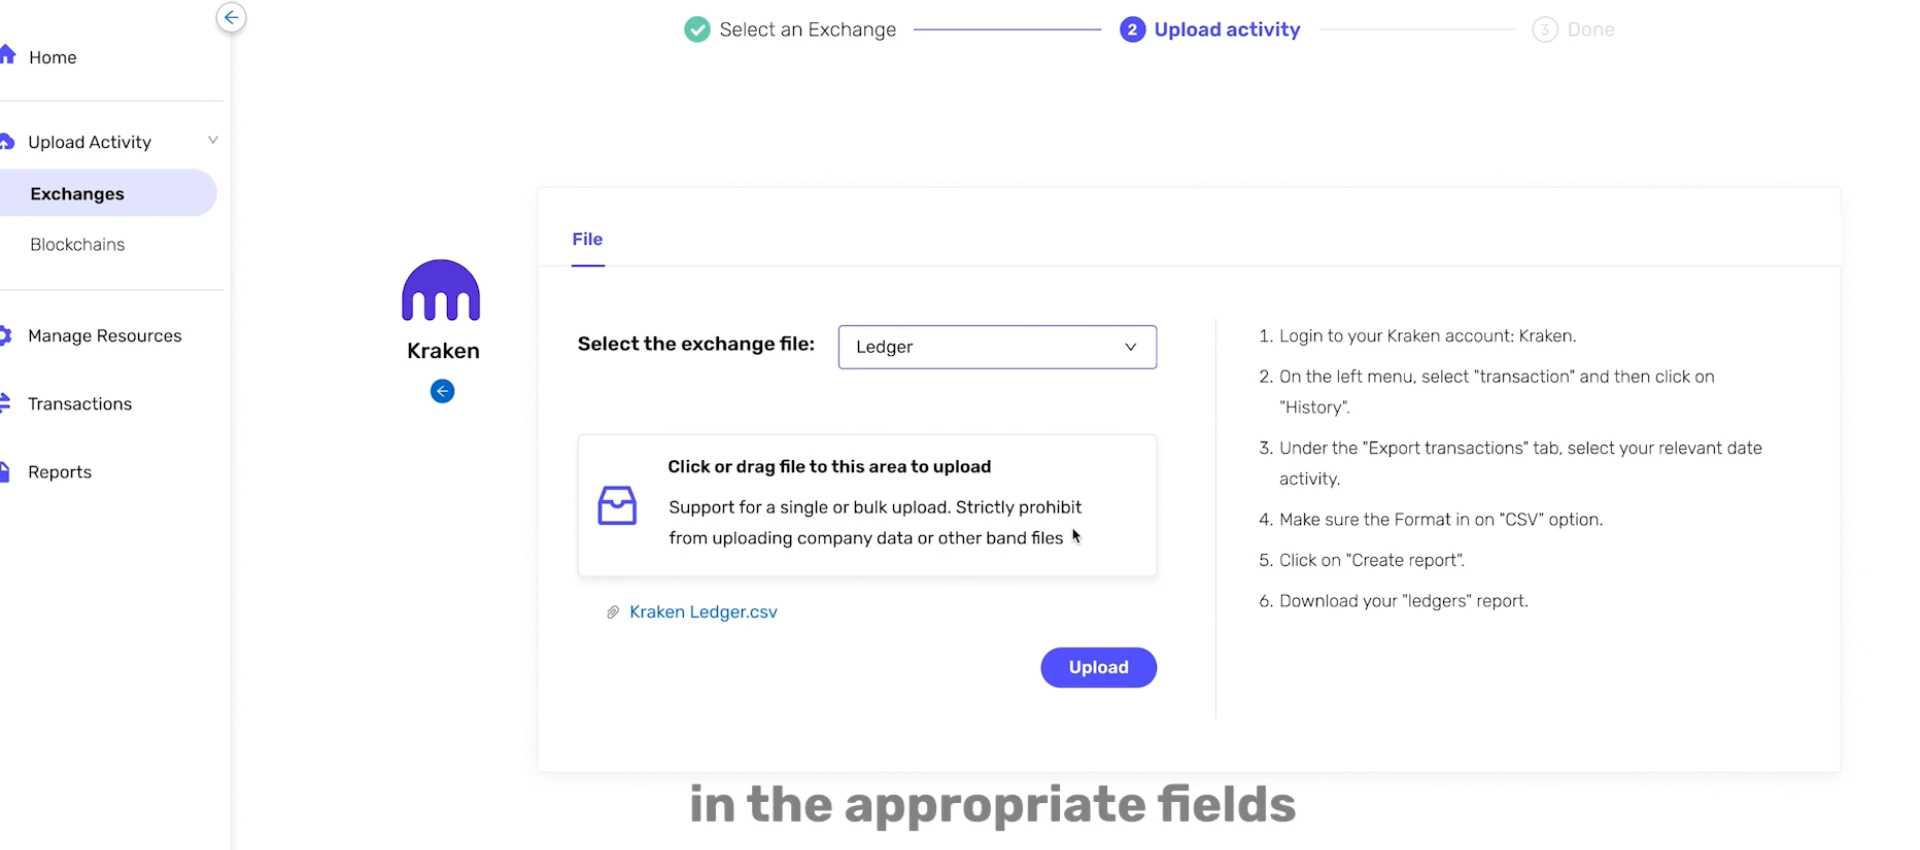 Select an Exchange
2 Upload activity
3 Done
Home
Upload Activity
Exchanges
Blockchains
Manage Resources
Transactions
Reports
Kraken
File
Select the exchange file:
Ledger
Click or drag file to this area to upload
Support for a single or bulk upload. Strictly prohibit
from uploading company data or other band files
Kraken Ledger.csv
Upload
1. Login to your Kraken account: Kraken.
2. On the left menu, select "transaction" and then click on
"History".
3. Under the "Export transactions" tab, select your relevant date
activity.
4. Make sure the Format in on "CSV" option.
5. Click on "Create report".
6. Download your "ledgers" report.
in the appropriate fields